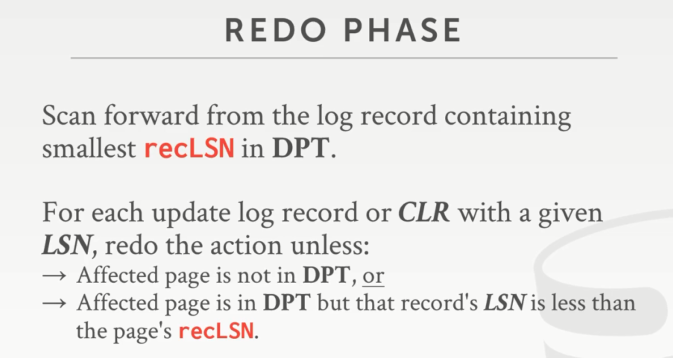 REDO PHASE
Scan forward from the log record containing
smallest recLSN in DPT.
For each update log record or CLR with a given
LSN, redo the action unless:
→ Affected page is not in DPT, or
→ Affected page is in DPT but that record's LSN is less than
the page's recLSN.